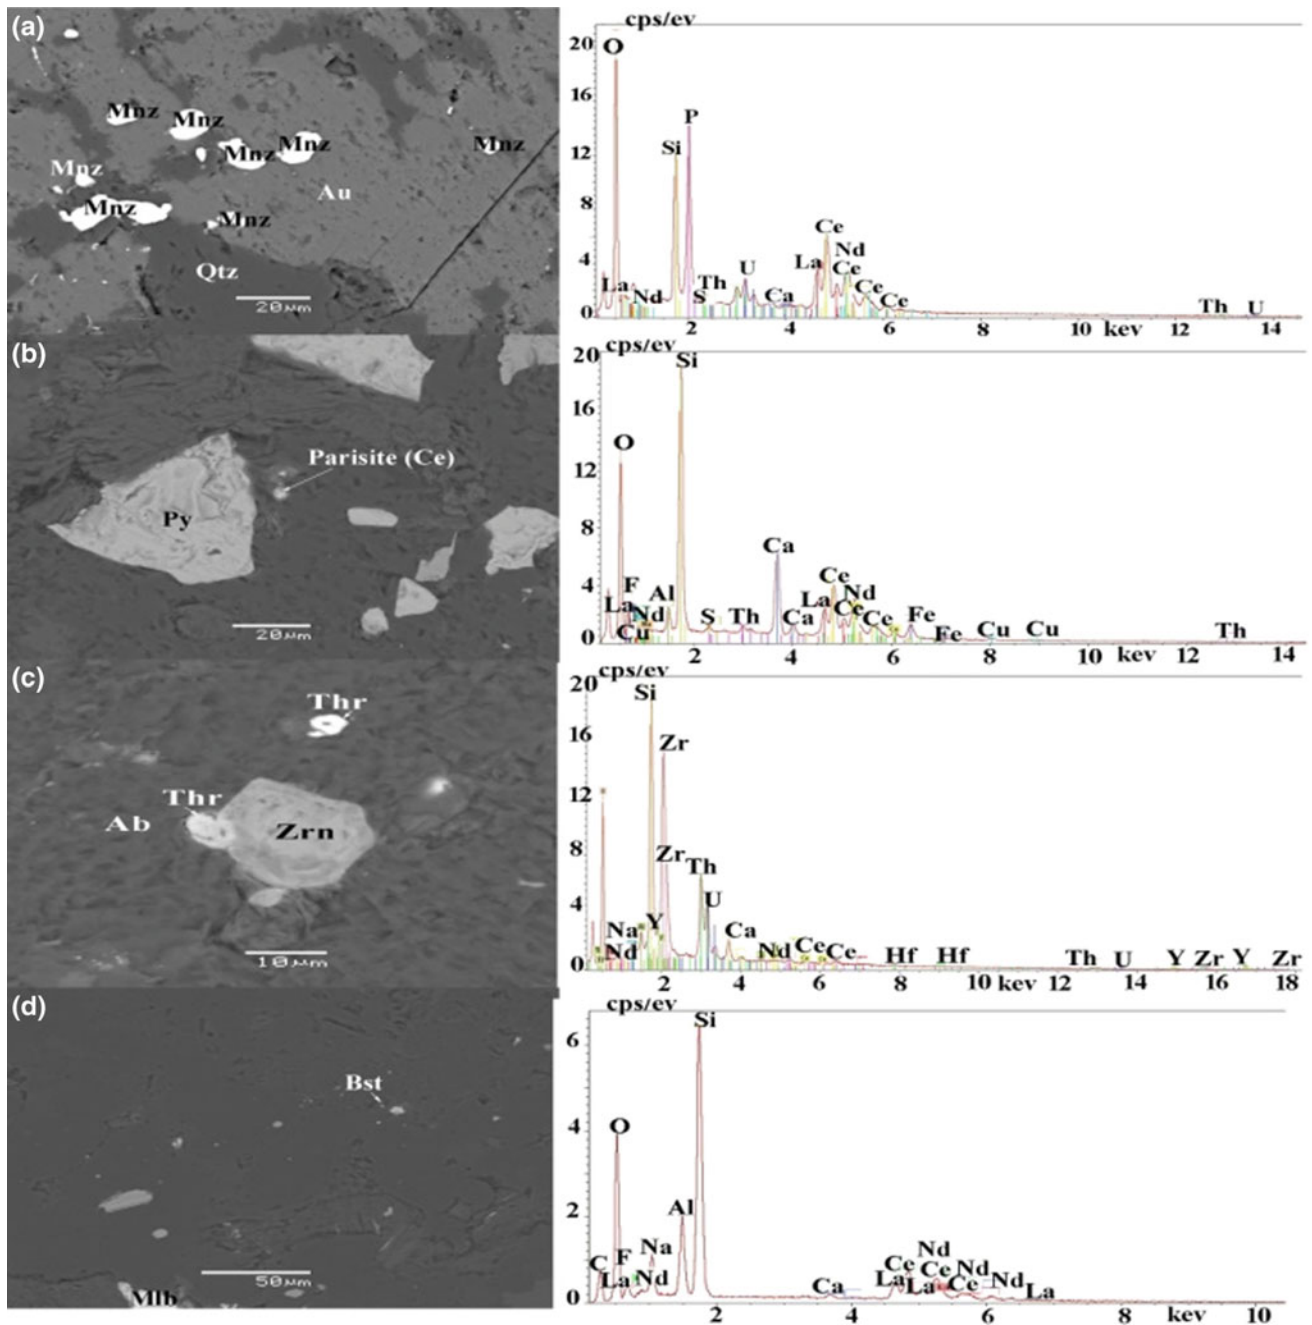 (a)
Mnz Mnz
Mnz Mnz Mnz
Mnz
Mnz Au
Mnz
Qtz
20μm
cps/ev
20 O
16
P
Si
12
8
Ce
Nd
La Ce
4 Th U
La Ce
Nd S Ca Ce
0 Th U
2 4 6 8 10 kev 12 14
(b)
Parisite (Ce)
Py
20μm
cps/ev
20 Si
16
O
12
8
Ca
4 F Al Ce Nd
La Nd S Th Ca La Ce Ce Fe
0 Cu Fe Cu Cu Th
2 4 6 8 10 kev 12 14
(c)
Thr
Thr
Ab Zrn
10μm
cps/ev
20 Si
16
Zr
12
8
Zr Th
4 U
Na Y Ca
Nd Nd Ce Ce Hf Hf Th U Y Zr Y Zr
0
2 4 6 8 10 kev 12 14 16 18
(d)
Bst
50μm
Mlb
cps/ev
Si
6
4 O
2 Al
C F Na Ce Nd
La Nd Ca La Ce Nd Nd
La Ce La
0
2 4 6 8 kev 10